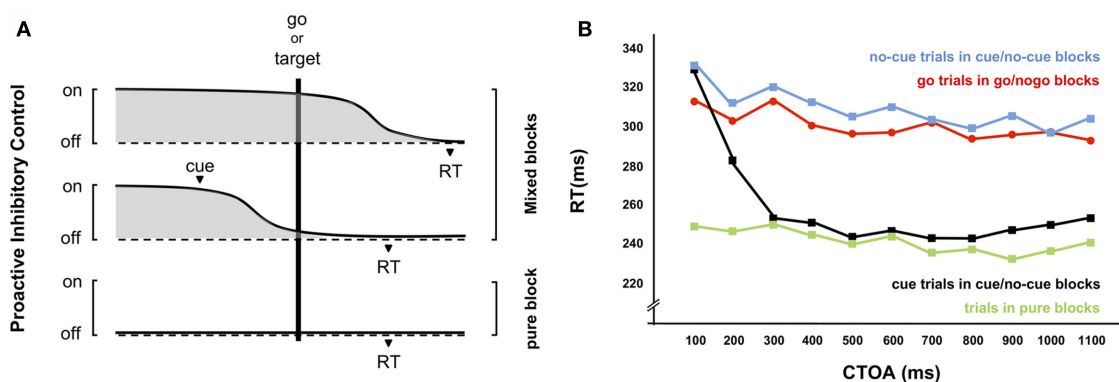 A
go
or
target
Proactive Inhibitory Control
on
off
RT
cue
on
off
RT
Mixed blocks
on
off
RT
pure block
B
340
320
300
280
260
240
220
RT(ms)
no-cue trials in cue/no-cue blocks
go trials in go/nogo blocks
cue trials in cue/no-cue blocks
trials in pure blocks
100 200 300 400 500 600 700 800 900 1000 1100
CTOA (ms)